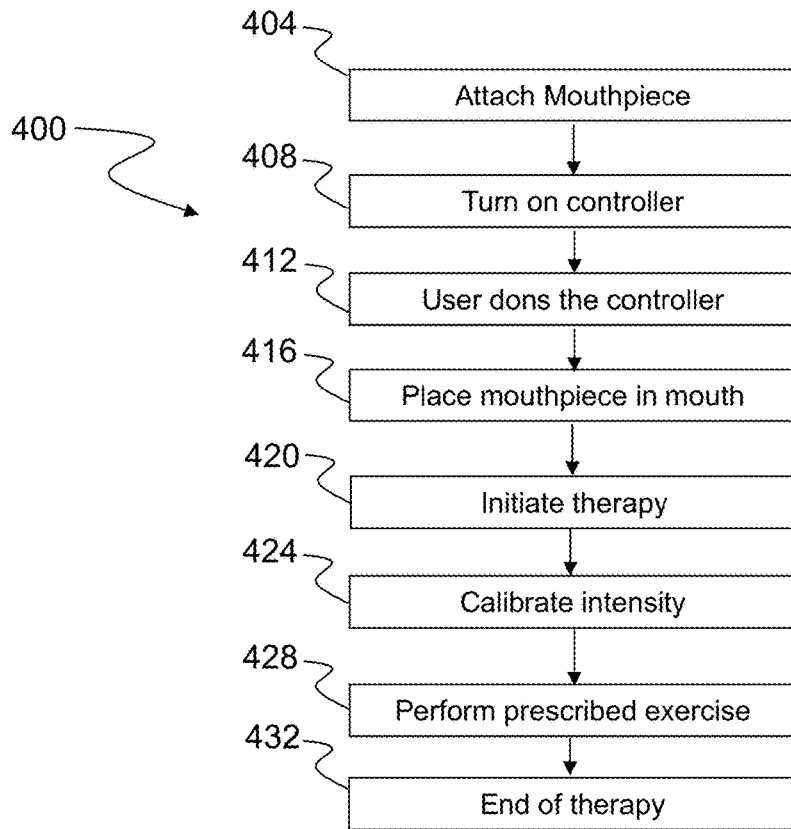 404
Attach Mouthpiece
400
408
Turn on controller
412
User dons the controller
416
Place mouthpiece in mouth
420
Initiate therapy
424
Calibrate intensity
428
Perform prescribed exercise
432
End of therapy